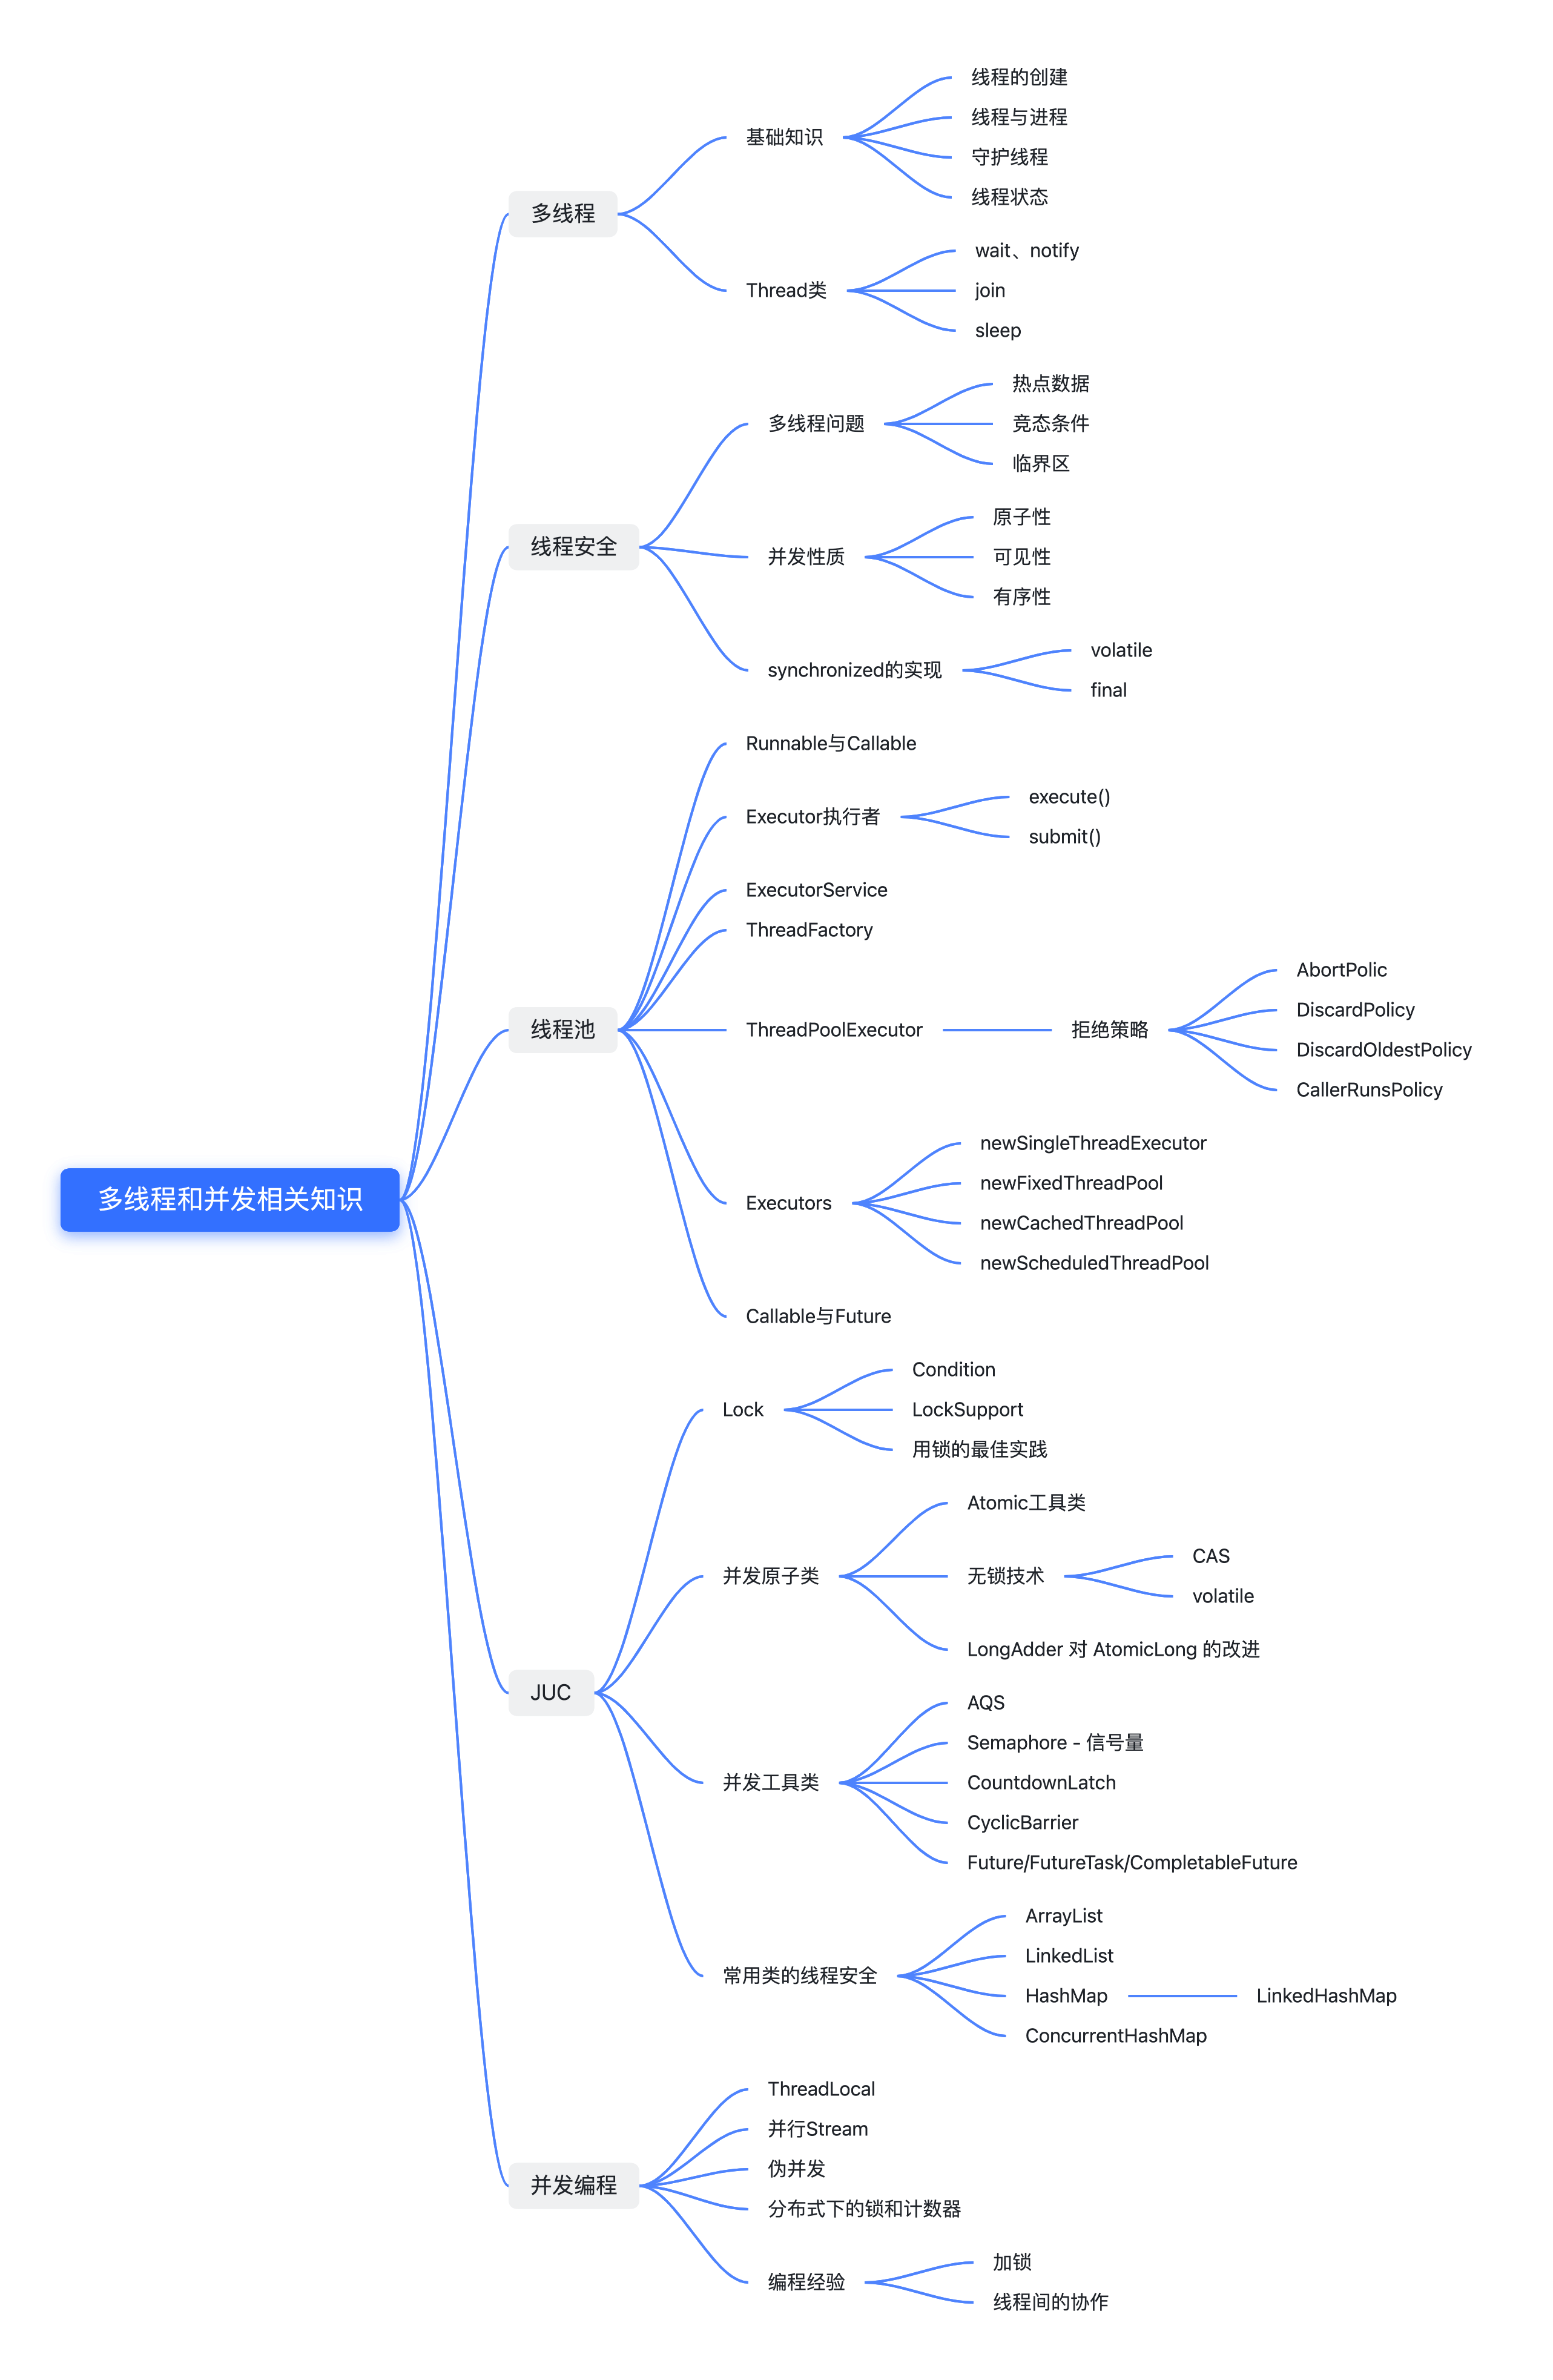 多线程和并发相关知识
多线程
基础知识
线程的创建
线程与进程
守护线程
线程状态
Thread类
wait、notify
join
sleep
线程安全
多线程问题
热点数据
竞态条件
临界区
并发性质
原子性
可见性
有序性
synchronized的实现
volatile
final
线程池
Runnable与Callable
Executor执行者
execute()
submit()
ExecutorService
ThreadFactory
ThreadPoolExecutor
拒绝策略
AbortPolic
DiscardPolicy
DiscardOldestPolicy
CallerRunsPolicy
Executors
newSingleThreadExecutor
newFixedThreadPool
newCachedThreadPool
newScheduledThreadPool
Callable与Future
JUC
Lock
Condition
LockSupport
用锁的最佳实践
并发原子类
Atomic工具类
无锁技术
CAS
volatile
LongAdder 对 AtomicLong 的改进
并发工具类
AQS
Semaphore - 信号量
CountdownLatch
CyclicBarrier
Future/FutureTask/CompletableFuture
常用类的线程安全
ArrayList
LinkedList
HashMap
LinkedHashMap
ConcurrentHashMap
并发编程
ThreadLocal
并行Stream
伪并发
分布式下的锁和计数器
编程经验
加锁
线程间的协作